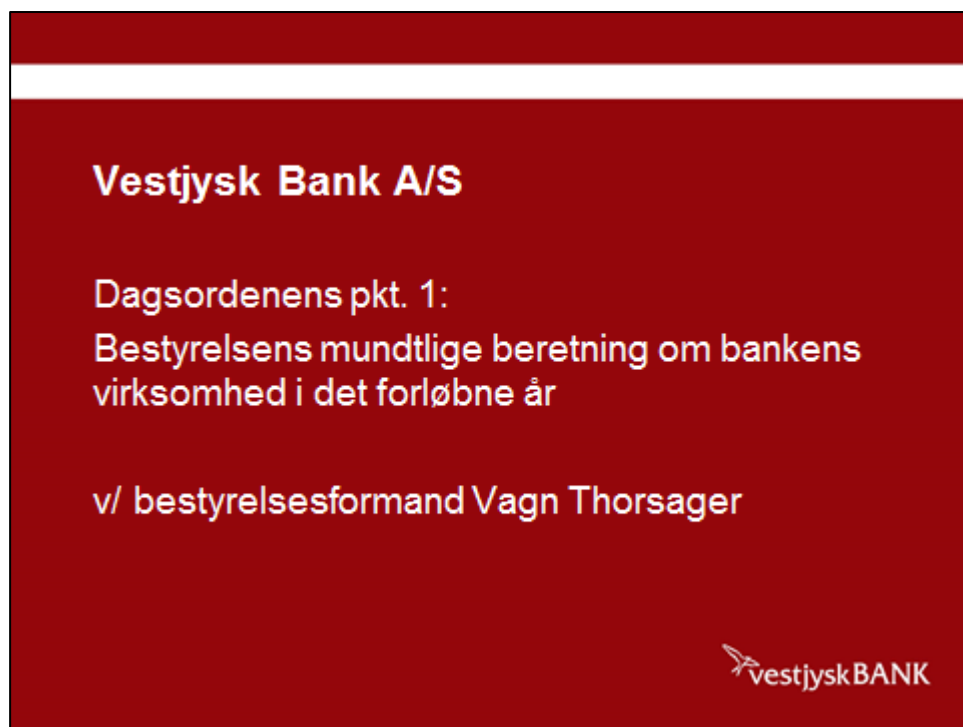 Vestjysk Bank A/S
Dagsordenens pkt. 1:
Bestyrelsens mundtlige beretning om bankens
virksomhed i det forløbne år
v/ bestyrelsesformand Vagn Thorsager
vestjyskBANK